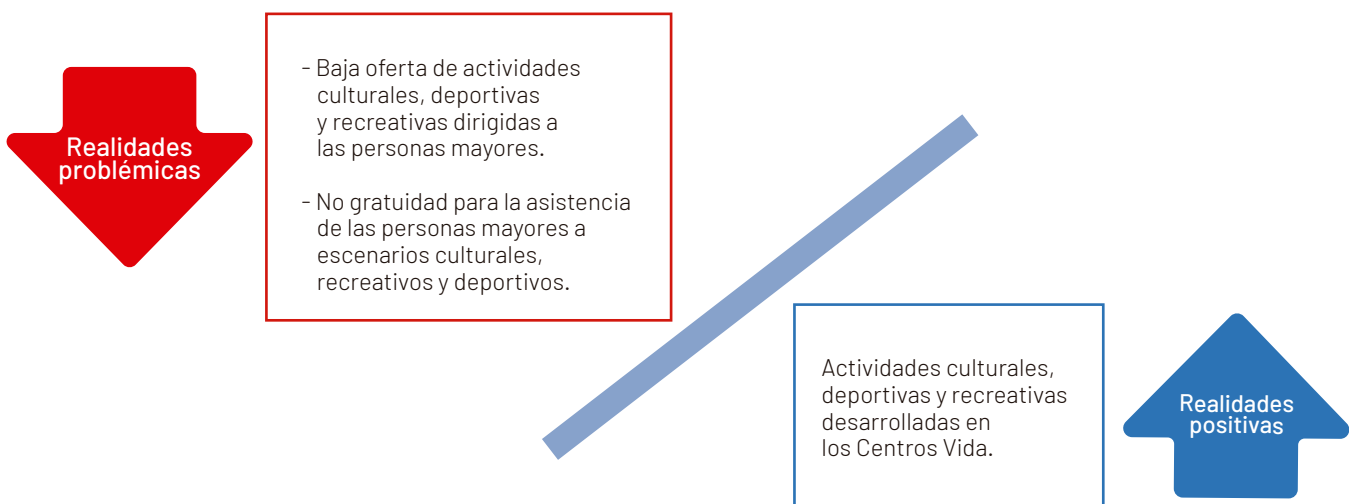 Realidades
problémicas
- Baja oferta de actividades
culturales, deportivas
y recreativas dirigidas a
las personas mayores.
- No gratuidad para la asistencia
de las personas mayores a
escenarios culturales,
recreativos y deportivos.
Actividades culturales,
deportivas y recreativas
desarrolladas en
los Centros Vida.
Realidades
positivas